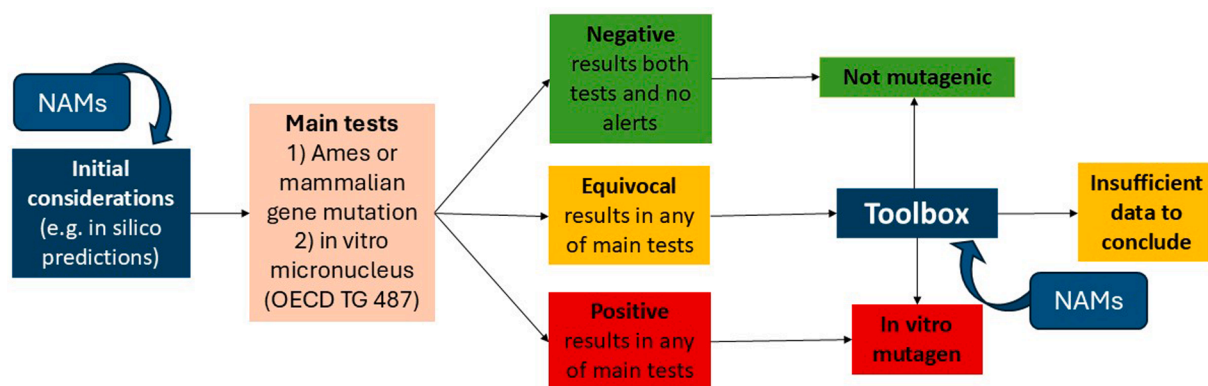 NAMs
Initial
considerations
(e.g. in silico
predictions)
Main tests
1) Ames or
mammalian
gene mutation
2) in vitro
micronucleus
(OECD TG 487)
Negative
results both
tests and no
alerts
Equivocal
results in any
of main tests
Positive
results in any
of main tests
Not mutagenic
Toolbox
In vitro
mutagen
Insufficient
data to
conclude
NAMs